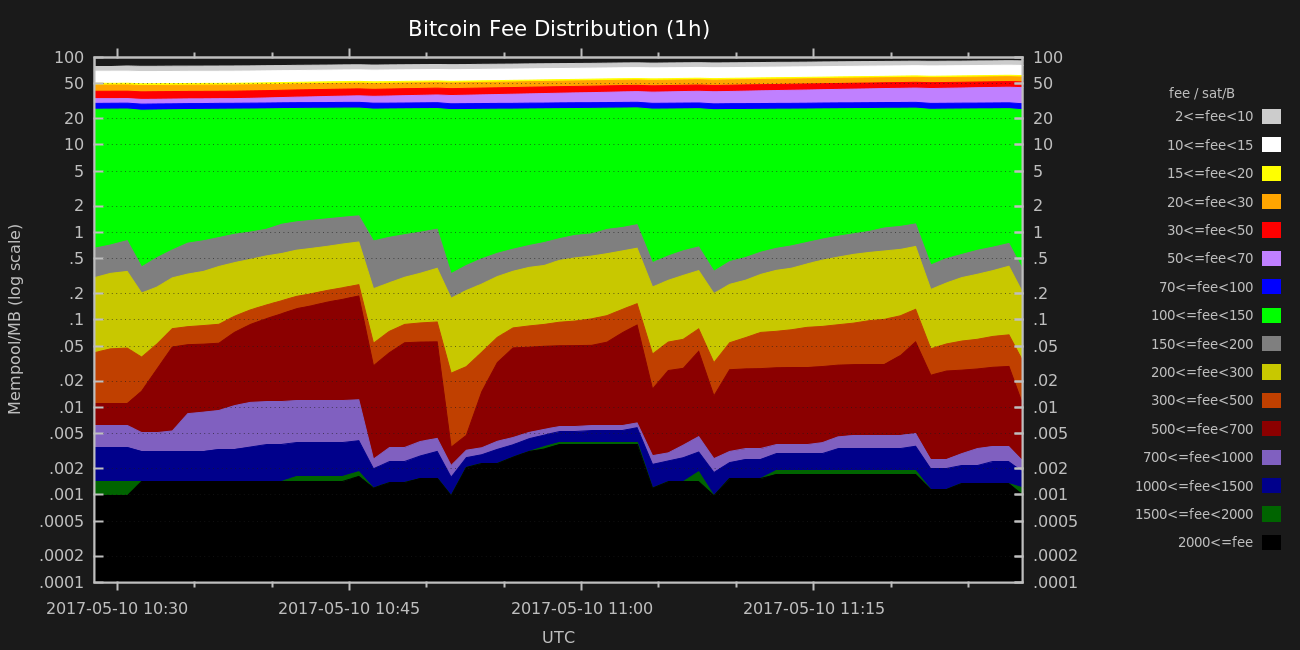 Bitcoin Fee Distribution (1h)
Mempool/MB (log scale)
100
50
20
10
5
2
1
.5
.2
.1
.05
.02
.01
.005
.002
.001
.0005
.0002
.0001
100
50
20
10
5
2
1
.5
.2
.1
.05
.02
.01
.005
.002
.001
.0005
.0002
.0001
fee / sat/B
2<=fee<10
10<=fee<15
15<=fee<20
20<=fee<30
30<=fee<50
50<=fee<70
70<=fee<100
100<=fee<150
150<=fee<200
200<=fee<300
300<=fee<500
500<=fee<700
700<=fee<1000
1000<=fee<1500
1500<=fee<2000
2000<=fee
2017-05-10 10:30 2017-05-10 10:45 2017-05-10 11:00 2017-05-10 11:15
UTC